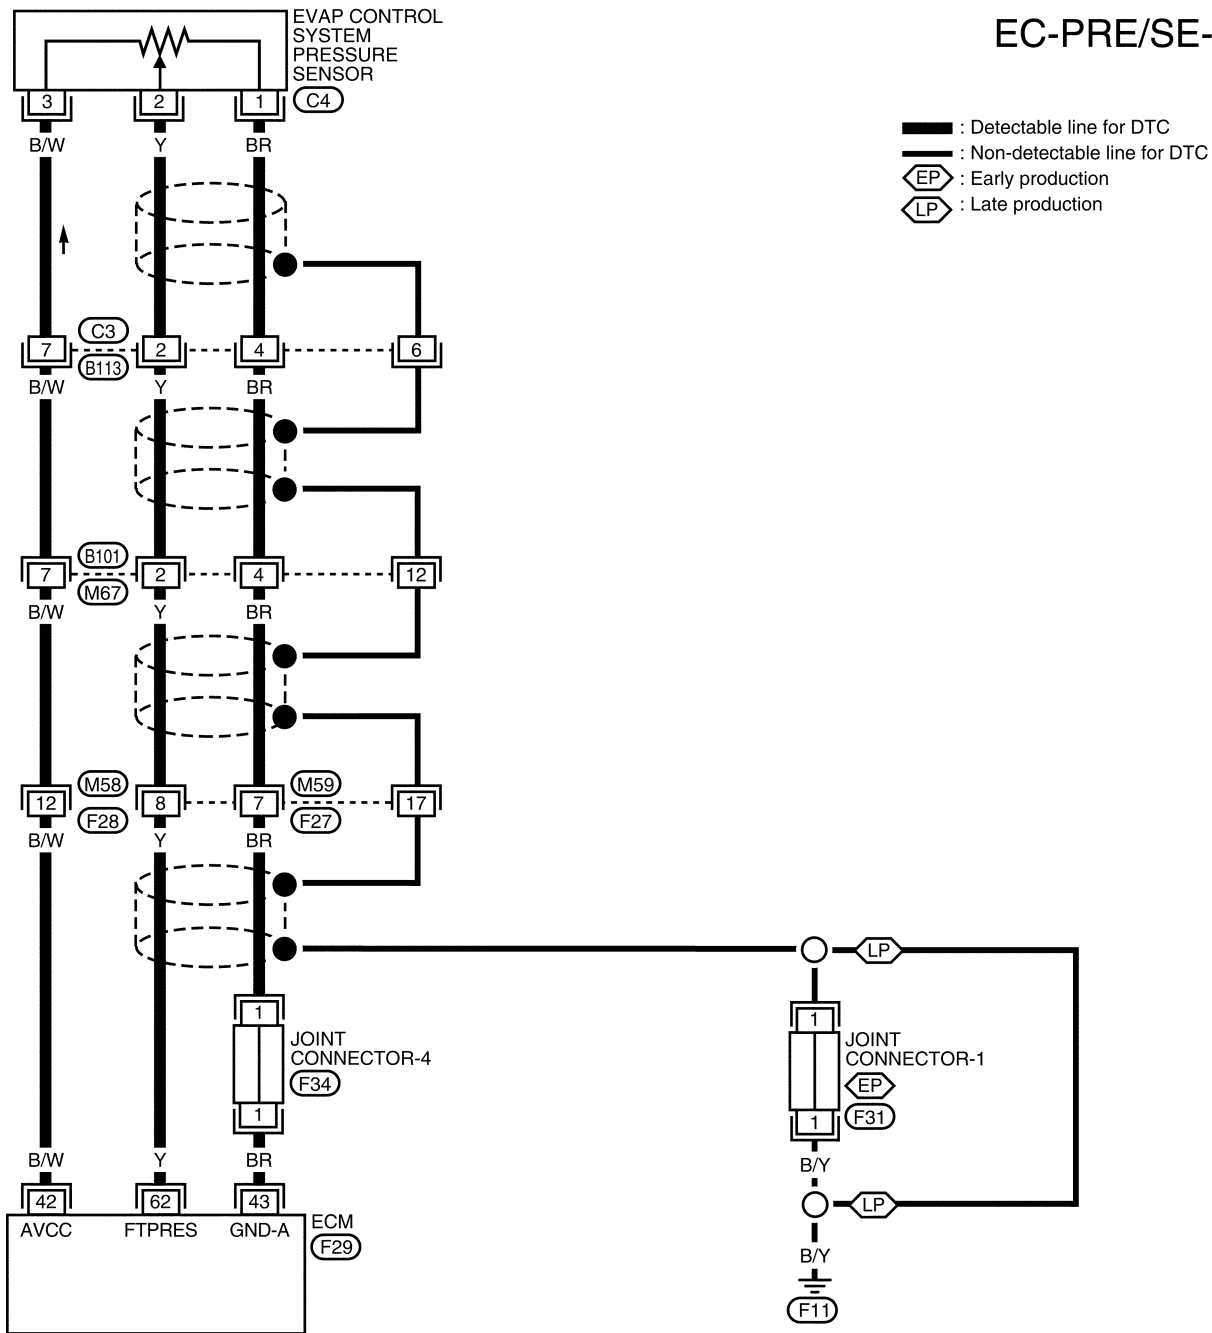 EC-PRE/SE-
EVAP CONTROL
SYSTEM
PRESSURE
SENSOR
3 2 1 C4
B/W Y BR
: Detectable line for DTC
: Non-detectable line for DTC
EP : Early production
LP : Late production
C3
7 2 4 6
B113
B/W Y BR
B101
7 2 4 12
M67
B/W Y BR
M58 M59
12 8 7 17
F28 F27
B/W Y BR
LP
1
JOINT
CONNECTOR-4
F34
1
1
JOINT
CONNECTOR-1
EP
F31
1
B/W Y BR
B/Y
42 62 43
LP
AVCC FTPRES GND-A
ECM
F29
B/Y
F11